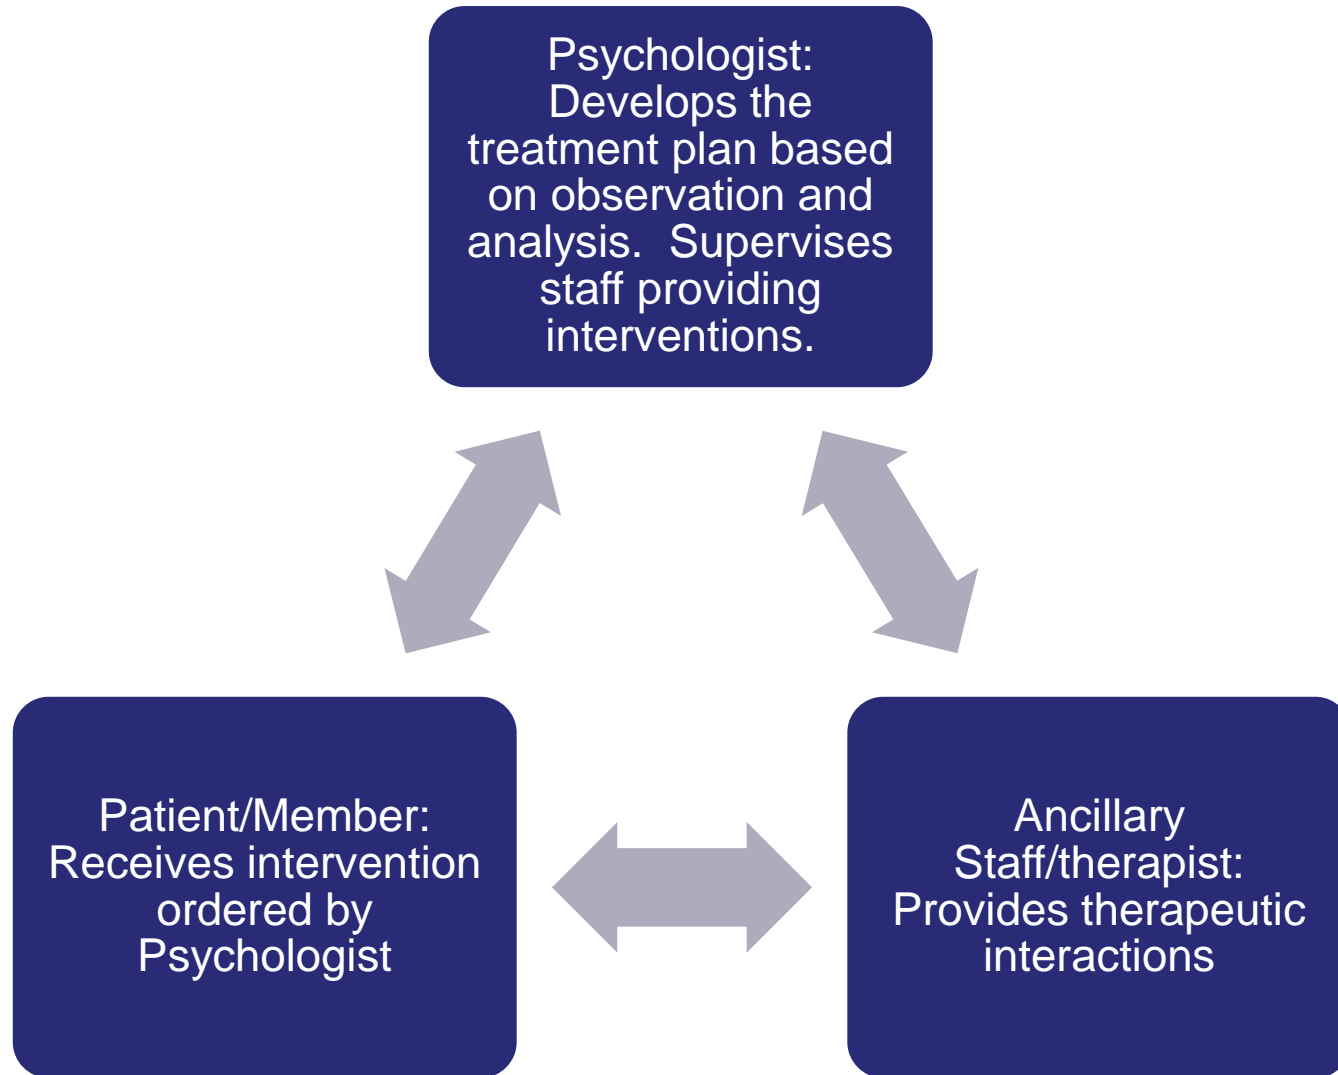 Psychologist:
Develops the
treatment plan based
on observation and
analysis.  Supervises
staff providing
interventions.
Patient/Member:
Receives intervention
ordered by
Psychologist
Ancillary
Staff/therapist:
Provides therapeutic
interactions